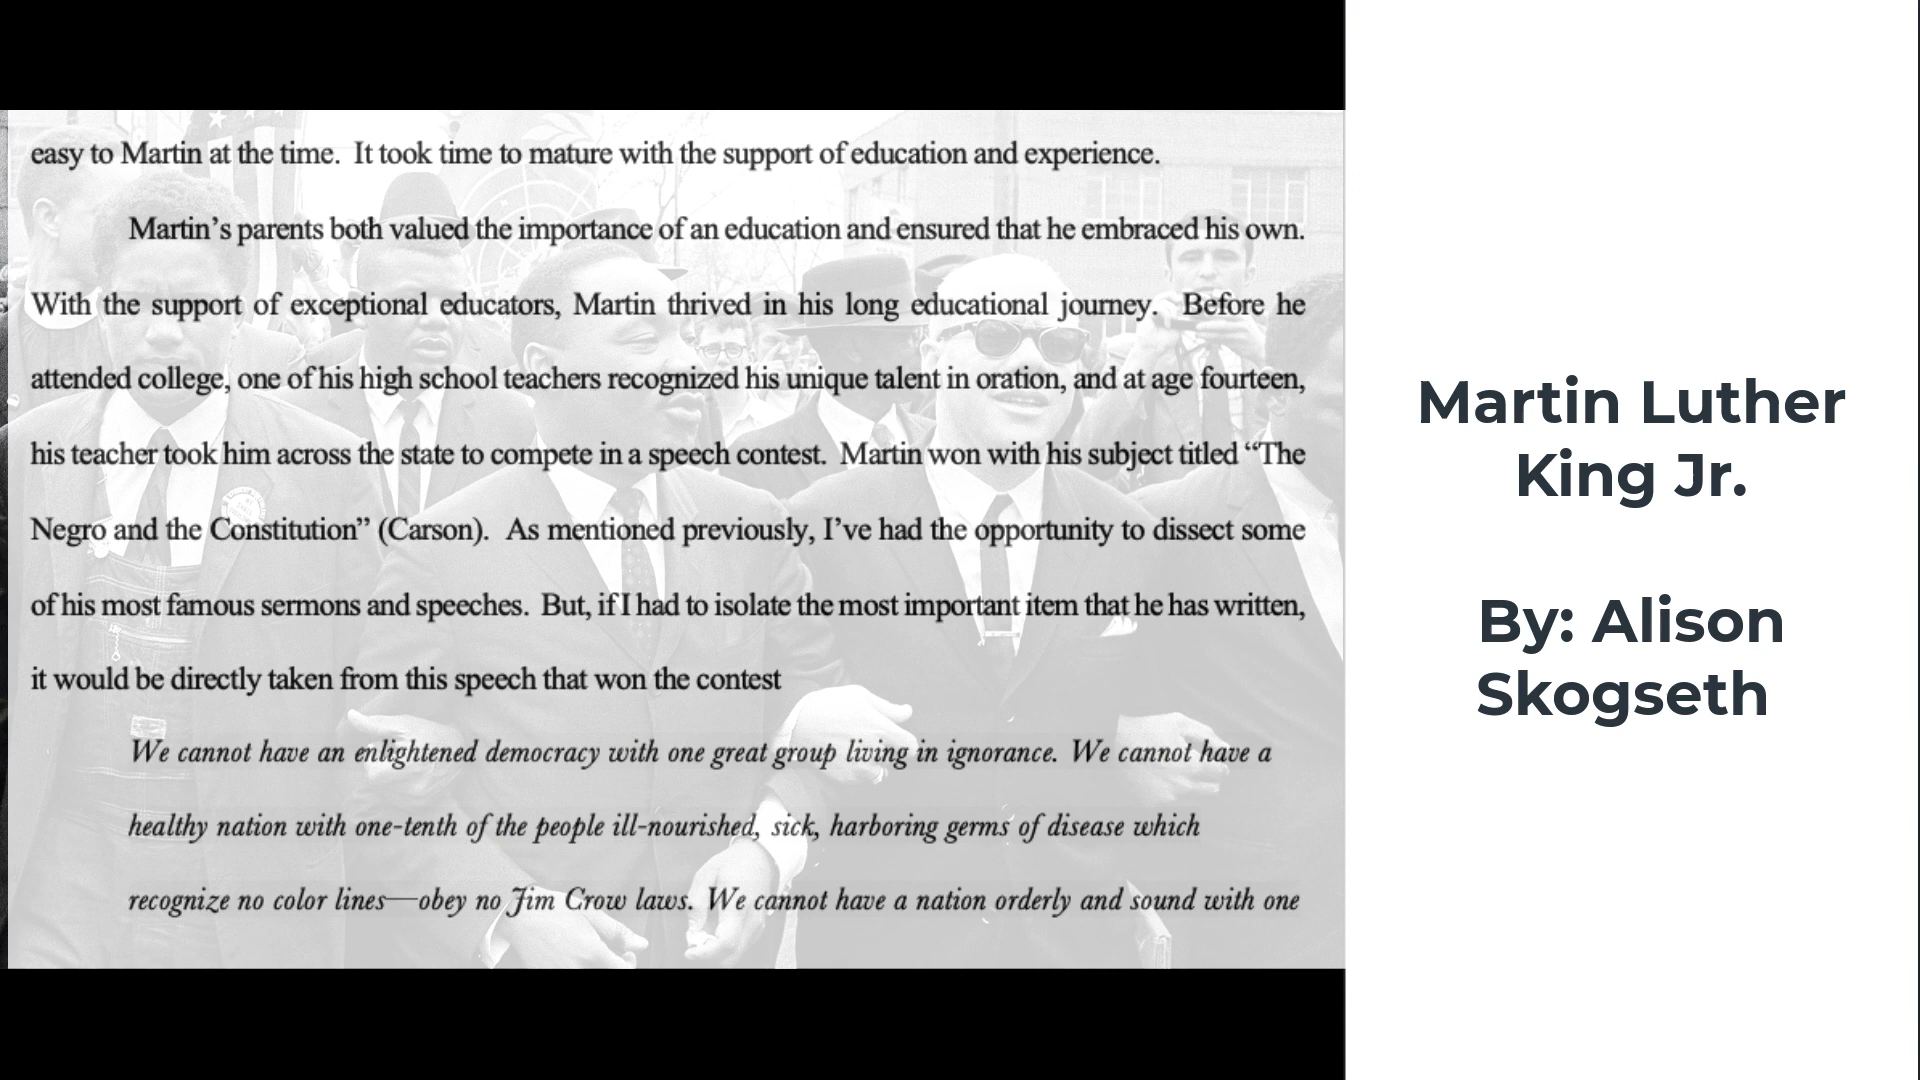 easy to Martin at the time.  It took time to mature with the support of education and experience.
Martin’s parents both valued the importance of an education and ensured that he embraced his own.
With the support of exceptional educators, Martin thrived in his long educational journey.  Before he
attended college, one of his high school teachers recognized his unique talent in oration, and at age fourteen,
his teacher took him across the state to compete in a speech contest.  Martin won with his subject titled “The
Negro and the Constitution” (Carson).  As mentioned previously, I’ve had the opportunity to dissect some
of his most famous sermons and speeches.  But, if I had to isolate the most important item that he has written,
it would be directly taken from this speech that won the contest
We cannot have an enlightened democracy with one great group living in ignorance.  We cannot have a
healthy nation with one-tenth of the people ill-nourished, sick, harboring germs of disease which
recognize no color lines—obey no Jim Crow laws.  We cannot have a nation orderly and sound with one
Martin Luther
King Jr.
By: Alison
Skogseth